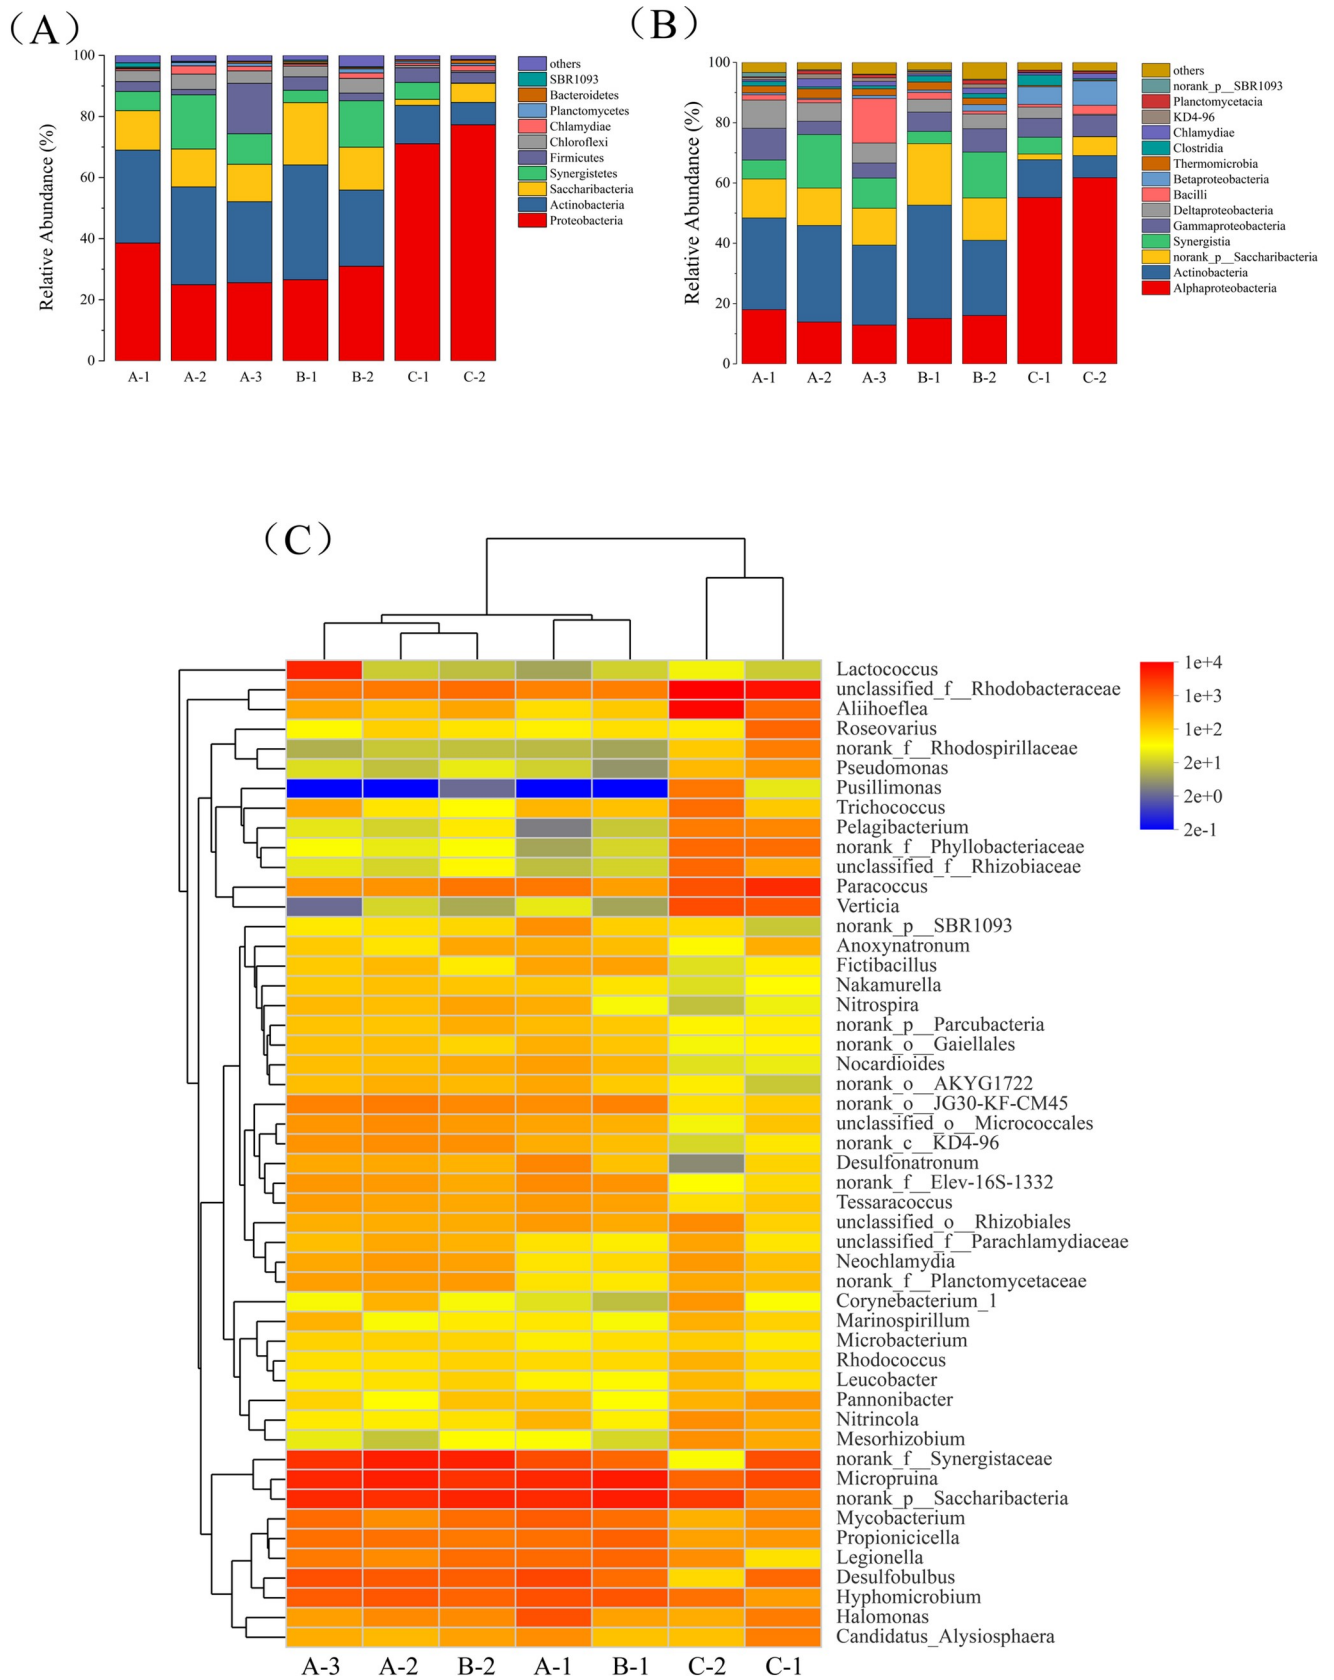 （A）
Relative Abundance (%)
100
80
60
40
20
0
A-1 A-2 A-3 B-1 B-2 C-1 C-2
others
SBR1093
Bacteroidetes
Planctomycetes
Chlamydiae
Chloroflexi
Firmicutes
Synergistetes
Saccharibacteria
Actinobacteria
Proteobacteria
（B）
Relative Abundance (%)
100
80
60
40
20
0
A-1 A-2 A-3 B-1 B-2 C-1 C-2
others
norank_p__SBR1093
Planctomycetacia
KD4-96
Chlamydiae
Clostridia
Thermomicrobia
Betaproteobacteria
Bacilli
Deltaproteobacteria
Gammaproteobacteria
Synergistia
norank_p__Saccharibacteria
Actinobacteria
Alphaproteobacteria
（C）
Lactococcus
unclassified_f__Rhodobacteraceae
Aliihoeflea
Roseovarius
norank_f__Rhodospirillaceae
Pseudomonas
Pusillimonas
Trichococcus
Pelagibacterium
norank_f__Phyllobacteriaceae
unclassified_f__Rhizobiaceae
Paracoccus
Verticia
norank_p__SBR1093
Anoxynatronum
Fictibacillus
Nakamurella
Nitrospira
norank_p__Parcubacteria
norank_o__Gaiellales
Nocardioides
norank_o__AKYG1722
norank_o__JG30-KF-CM45
unclassified_o__Micrococcales
norank_c__KD4-96
Desulfonatronum
norank_f__Elev-16S-1332
Tessaracoccus
unclassified_o__Rhizobiales
unclassified_f__Parachlamydiaceae
Neochlamydia
norank_f__Planctomycetaceae
Corynebacterium_1
Marinospirillum
Microbacterium
Rhodococcus
Leucobacter
Pannonibacter
Nitrincola
Mesorhizobium
norank_f__Synergistaceae
Micropruina
norank_p__Saccharibacteria
Mycobacterium
Propionicicella
Legionella
Desulfobulbus
Hyphomicrobium
Halomonas
Candidatus_Alysiosphaera
A-3 A-2 B-2 A-1 B-1 C-2 C-1
1e+4
1e+3
1e+2
2e+1
2e+0
2e-1